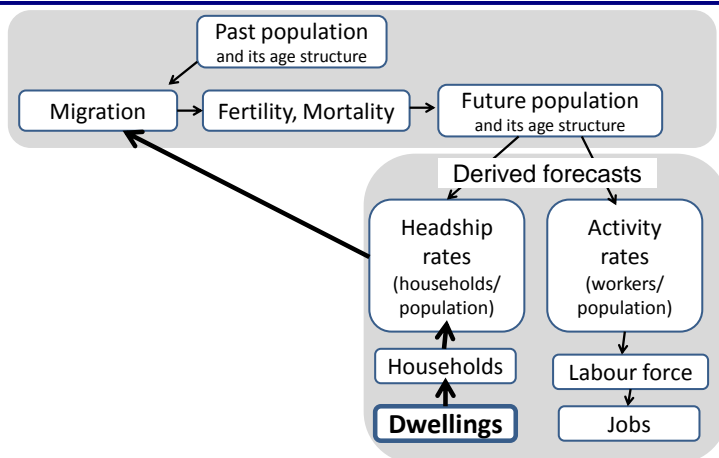 Past population
and its age structure
Migration
Fertility, Mortality
Future population
and its age structure
Derived forecasts
Headship
rates
(households/
population)
Activity
rates
(workers/
population)
Households
Labour force
Dwellings
Jobs